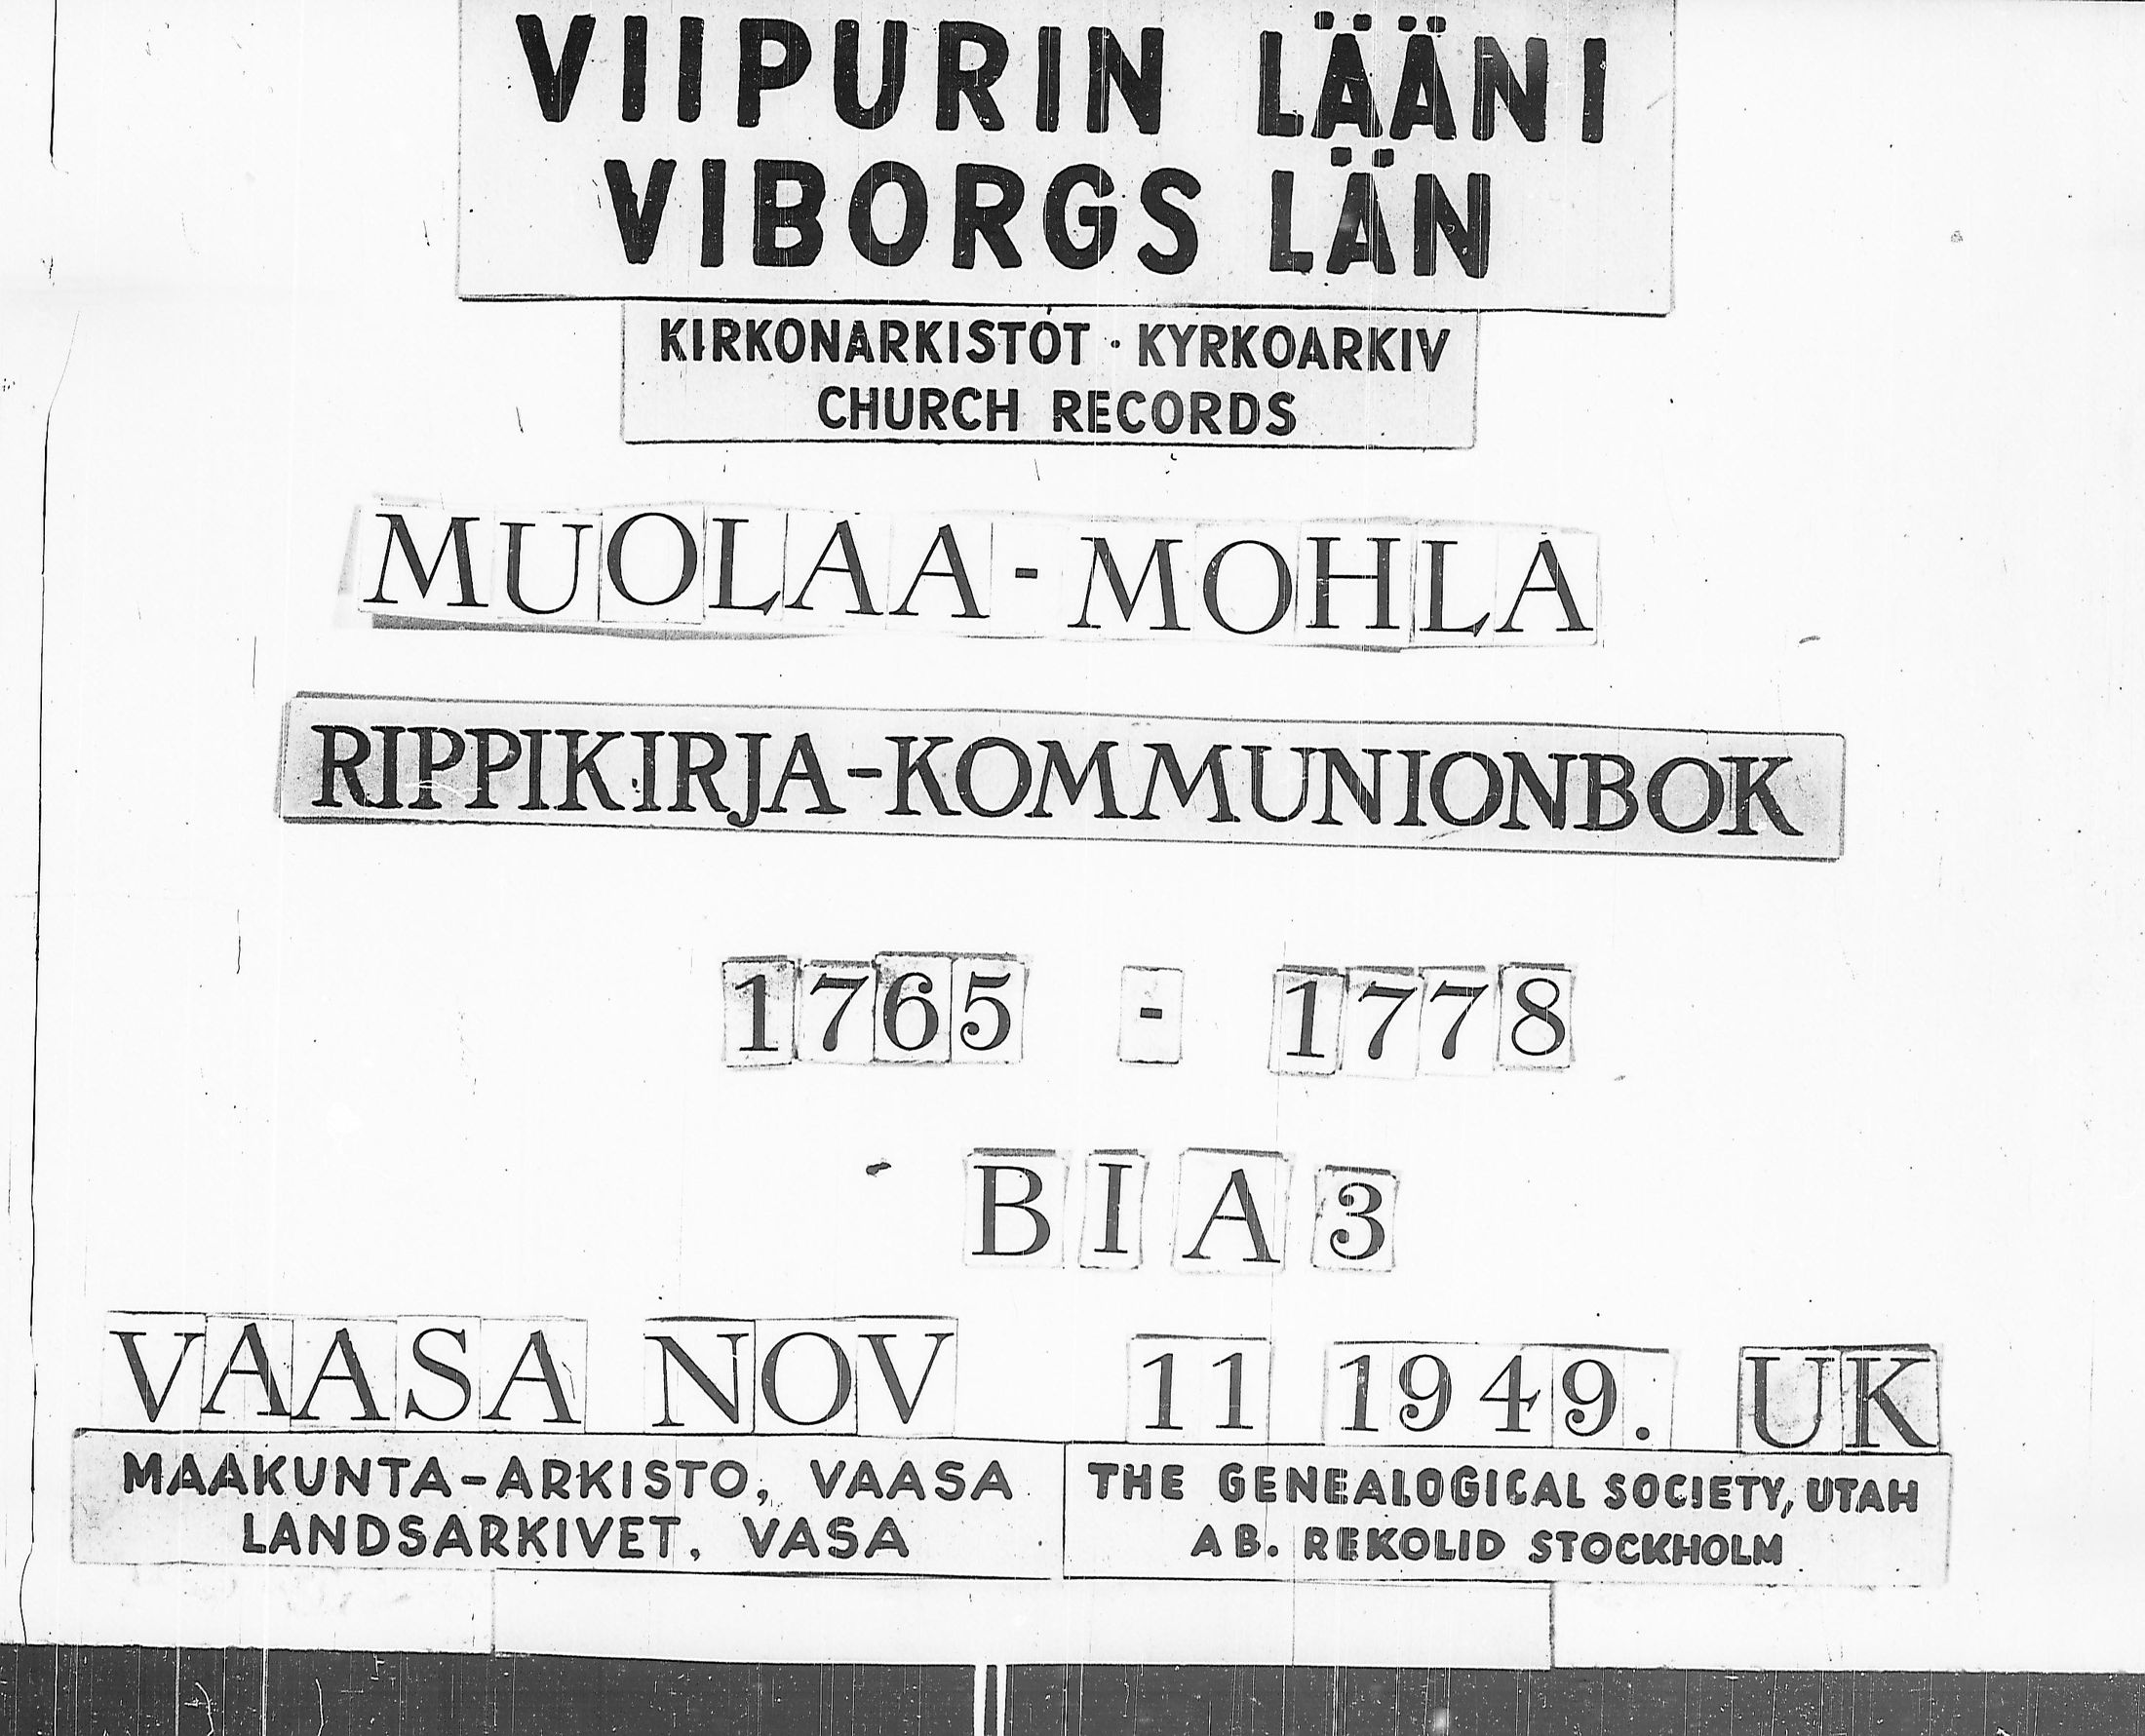 VIIPURIN LÄÄNI
VIBORGS LÄN
KIRKONARKISTOT · KYRKOARKIV
CHURCH RECORDS
MUOLAA - MOHLA
RIPPIKIRJA-KOMMUNIONBOK
1765 - 1778
B I A 3
VAASA NOV 11 1949. UK
MAAKUNTA-ARKISTO, VAASA
LANDSARKIVET, VASA
THE GENEALOGICAL SOCIETY, UTAH
AB. REKOLID STOCKHOLM